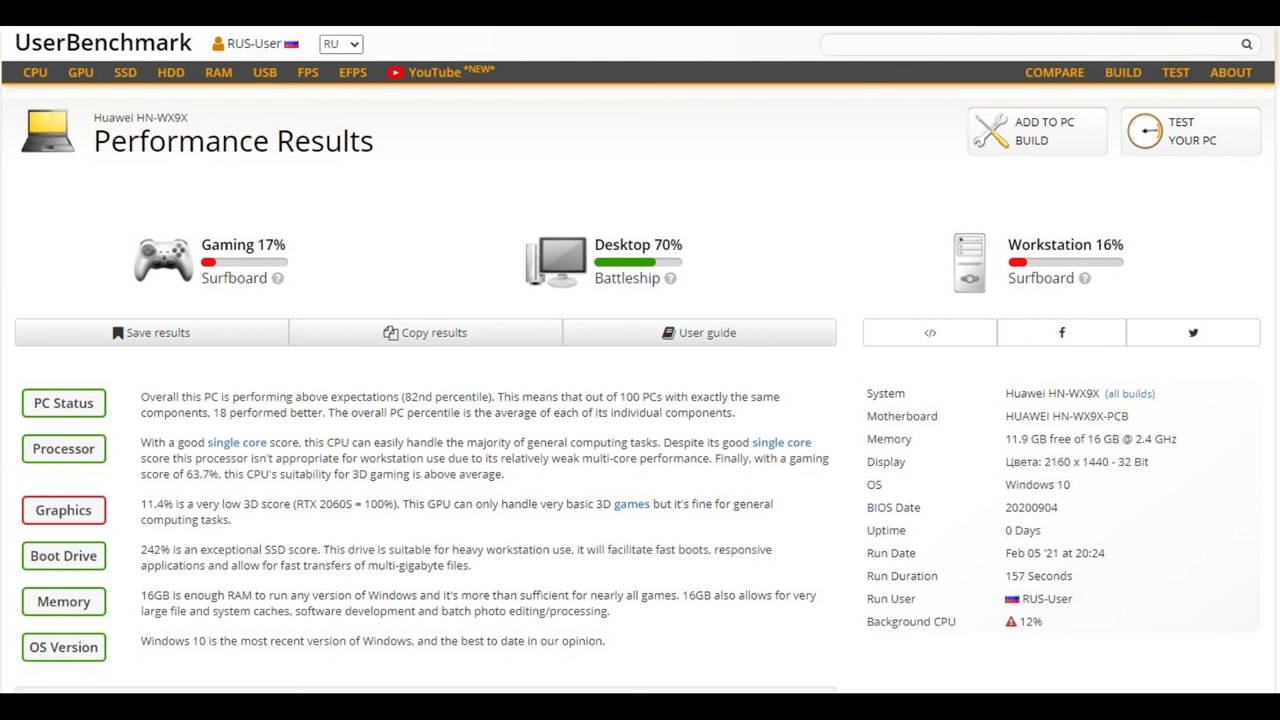 UserBenchmark RUS-User RU
CPU GPU SSD HDD RAM USB FPS EFPS YouTube *NEW* COMPARE BUILD TEST ABOUT
Huawei HN-WX9X
Performance Results
ADD TO PC
BUILD
TEST
YOUR PC
Gaming 17%
Surfboard ?
Desktop 70%
Battleship ?
Workstation 16%
Surfboard ?
Save results Copy results User guide </> f
PC Status
Overall this PC is performing above expectations (82nd percentile). This means that out of 100 PCs with exactly the same
components, 18 performed better. The overall PC percentile is the average of each of its individual components.
Processor
With a good single core score, this CPU can easily handle the majority of general computing tasks. Despite its good single core
score this processor isn't appropriate for workstation use due to its relatively weak multi-core performance. Finally, with a gaming
score of 63.7%, this CPU's suitability for 3D gaming is above average.
Graphics
11.4% is a very low 3D score (RTX 2060S = 100%). This GPU can only handle very basic 3D games but it's fine for general
computing tasks.
Boot Drive
242% is an exceptional SSD score. This drive is suitable for heavy workstation use, it will facilitate fast boots, responsive
applications and allow for fast transfers of multi-gigabyte files.
Memory
16GB is enough RAM to run any version of Windows and it's more than sufficient for nearly all games. 16GB also allows for very
large file and system caches, software development and batch photo editing/processing.
OS Version
Windows 10 is the most recent version of Windows, and the best to date in our opinion.
System Huawei HN-WX9X (all builds)
Motherboard HUAWEI HN-WX9X-PCB
Memory 11.9 GB free of 16 GB @ 2.4 GHz
Display Цвета: 2160 x 1440 - 32 Bit
OS Windows 10
BIOS Date 20200904
Uptime 0 Days
Run Date Feb 05 '21 at 20:24
Run Duration 157 Seconds
Run User RUS-User
Background CPU 12%